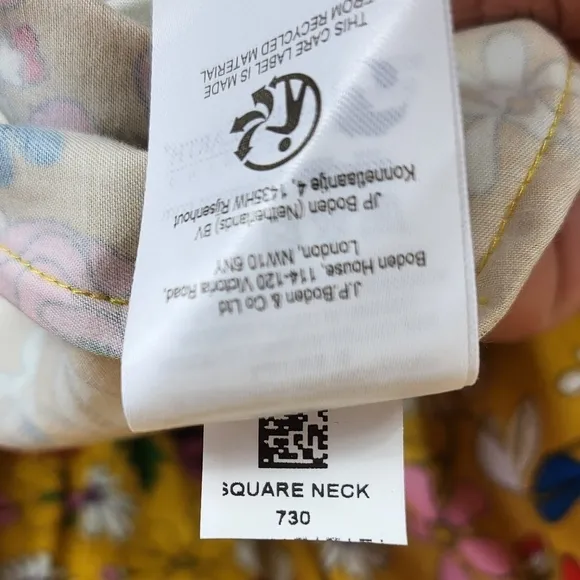 J.P.Boden & Co Ltd
Boden House, 114-120 Victoria Road,
London, NW10 6NY
JP Boden (Netherlands) BV
Konnetlaantje 4, 1435HW Rijsenhout
THIS CARE LABEL IS MADE
FROM RECYCLED MATERIAL
SQUARE NECK
730